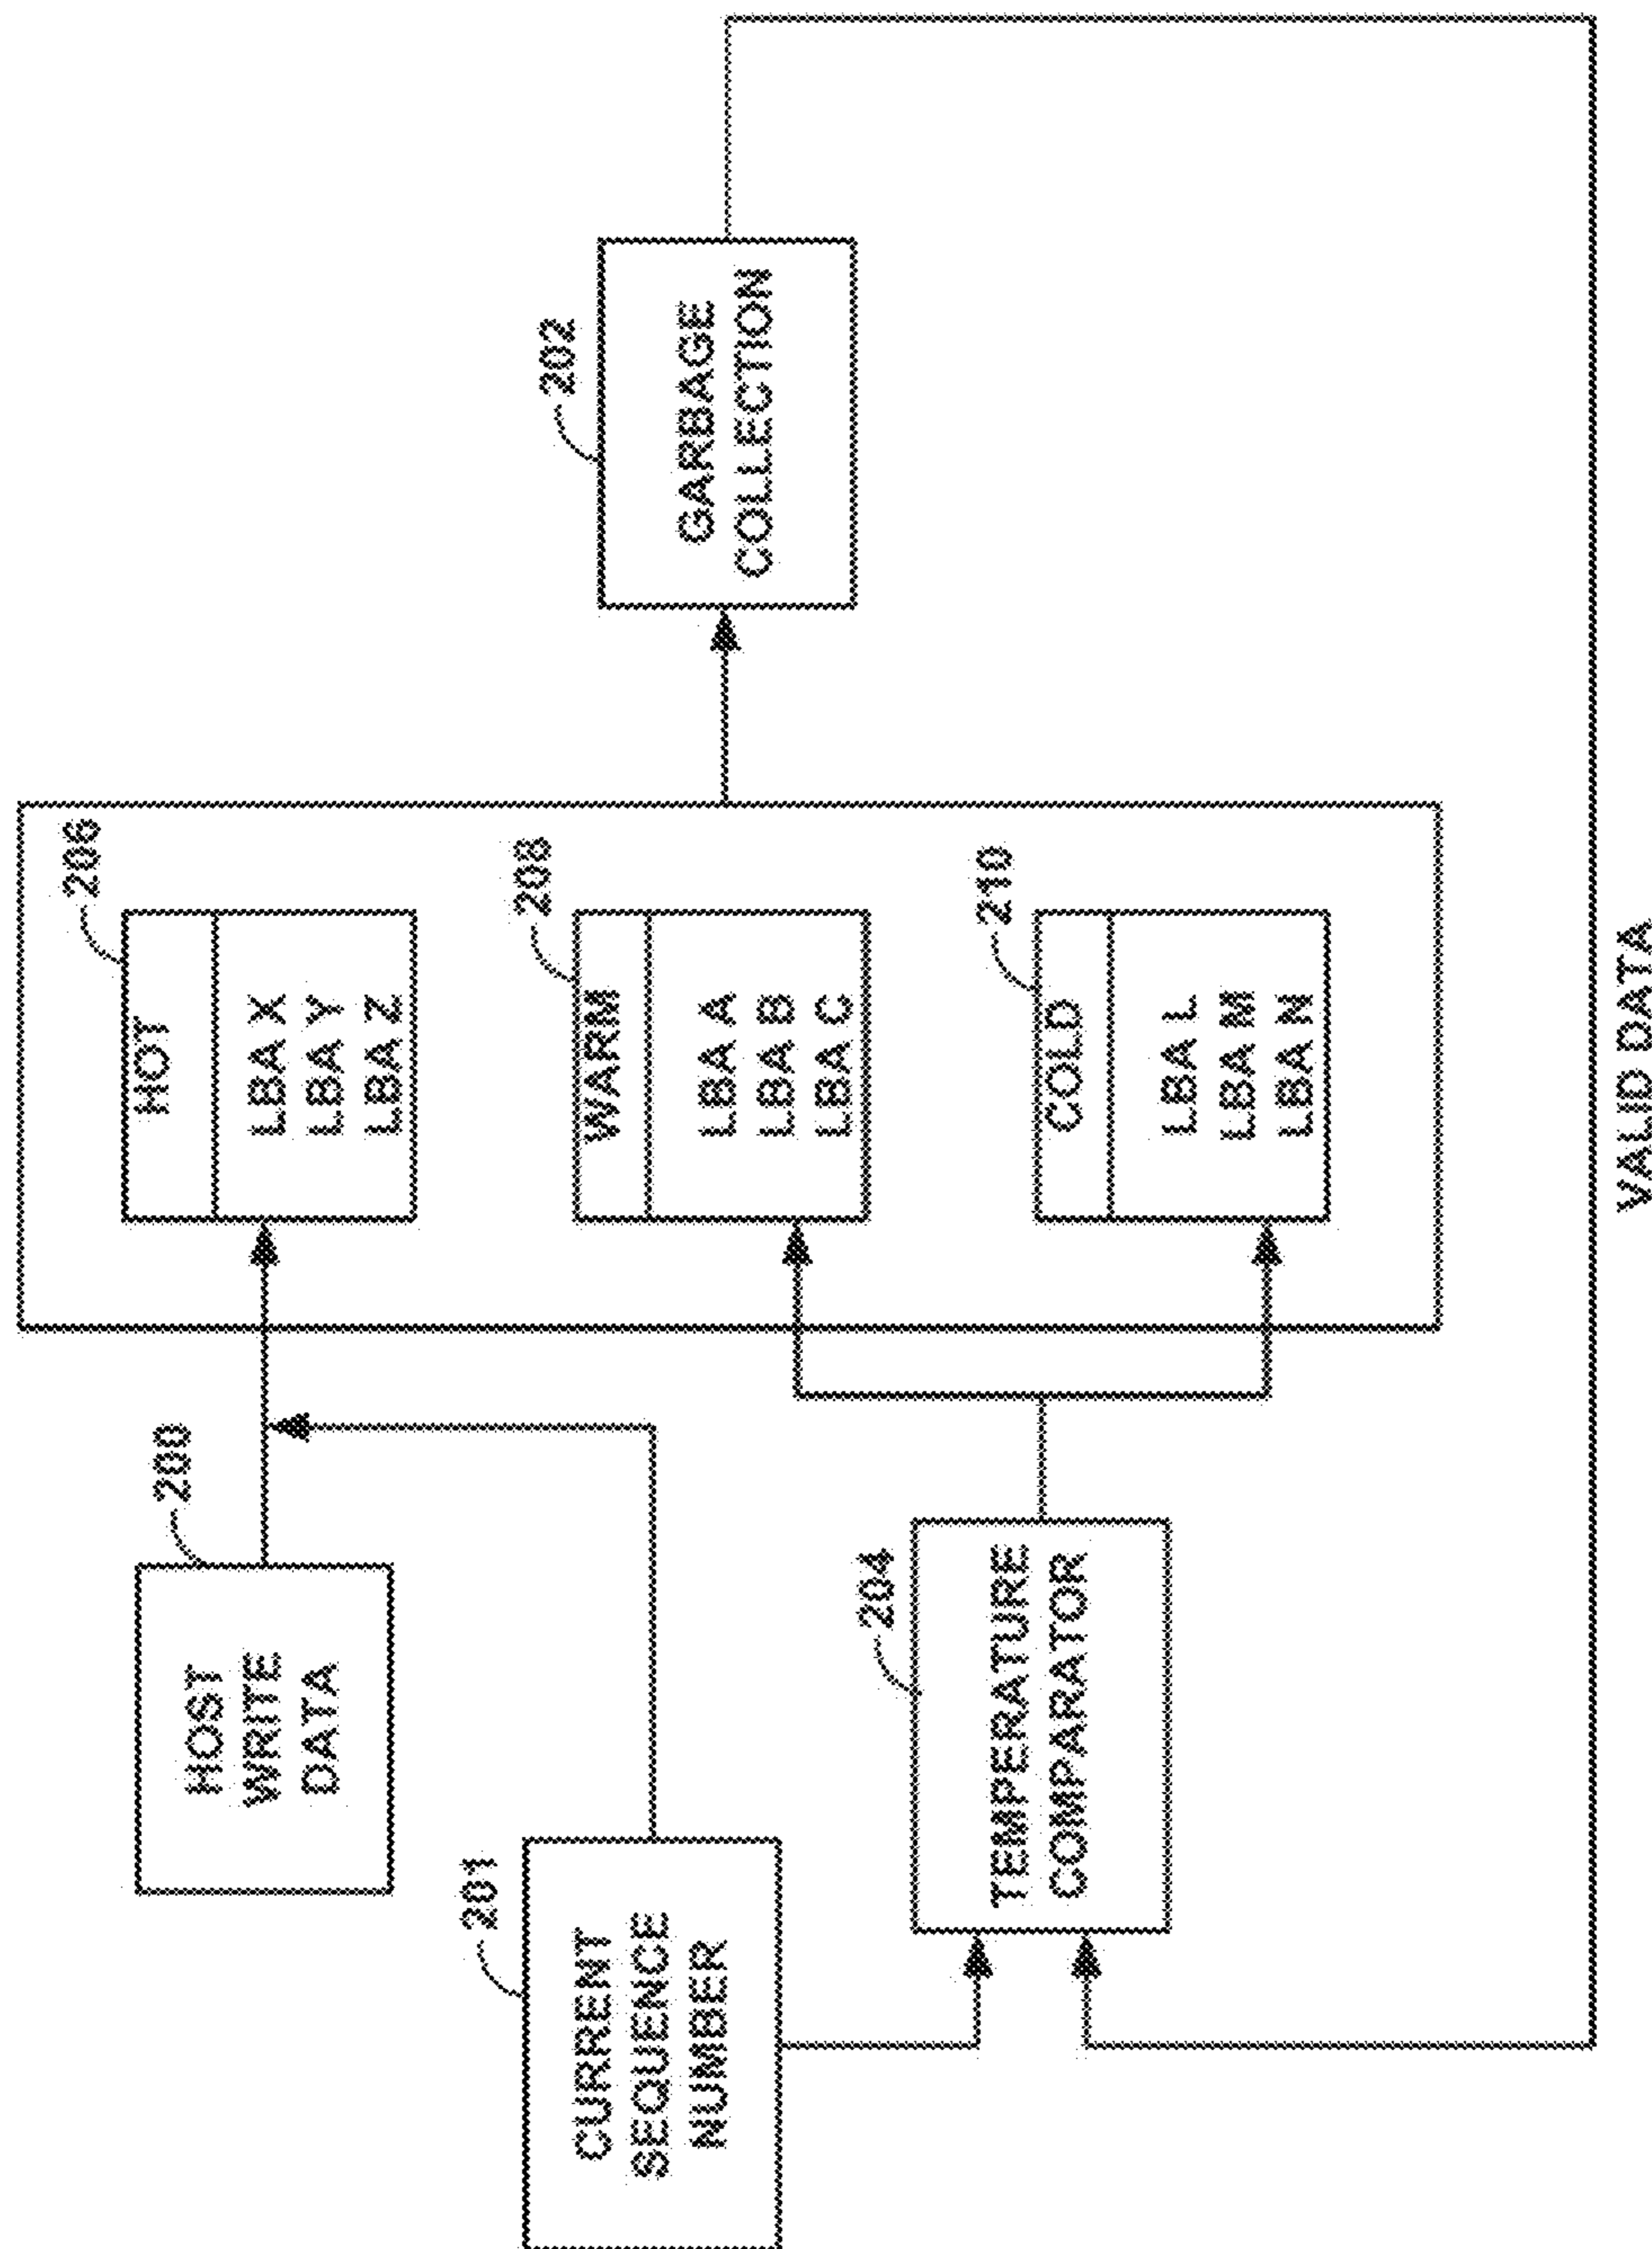 200
HOST
WRITE
DATA
201
CURRENT
SEQUENCE
NUMBER
204
TEMPERATURE
COMPARATOR
206
HOT
LBA X
LBA Y
LBA Z
208
WARM
LBA A
LBA B
LBA C
210
COLD
LBA L
LBA M
LBA N
202
GARBAGE
COLLECTION
VALID DATA